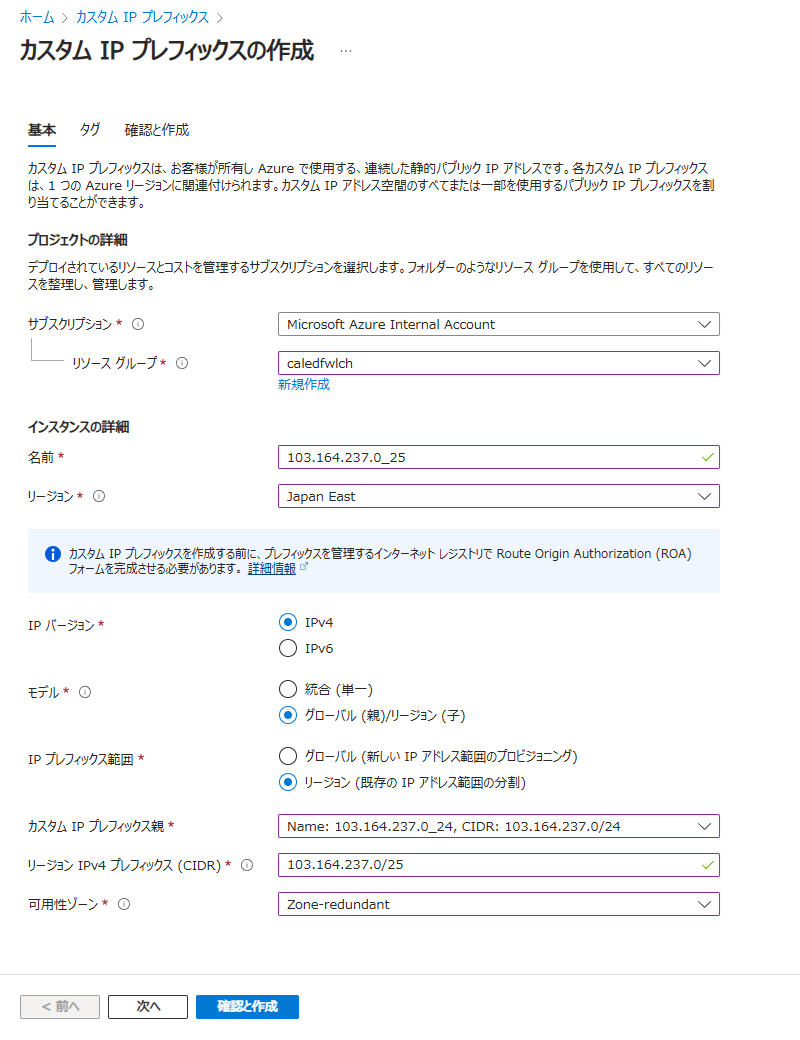 ホーム > カスタム IP プレフィックス >
カスタム IP プレフィックスの作成 …
基本 タグ 確認と作成
カスタム IP プレフィックスは、お客様が所有し Azure で使用する、連続した静的パブリック IP アドレスです。各カスタム IP プレフィックス
は、1 つの Azure リージョンに関連付けられます。カスタム IP アドレス空間のすべてまたは一部を使用するパブリック IP プレフィックスを割
り当てることができます。
プロジェクトの詳細
デプロイされているリソースとコストを管理するサブスクリプションを選択します。フォルダーのようなリソース グループを使用して、すべてのリソー
スを整理し、管理します。
サブスクリプション * Microsoft Azure Internal Account
リソース グループ * caledfwlch
新規作成
インスタンスの詳細
名前 * 103.164.237.0_25
リージョン * Japan East
カスタム IP プレフィックスを作成する前に、プレフィックスを管理するインターネット レジストリで Route Origin Authorization (ROA)
フォームを完成させる必要があります。 詳細情報
IP バージョン * IPv4
IPv6
モデル * 統合 (単一)
グローバル (親)/リージョン (子)
IP プレフィックス範囲 * グローバル (新しい IP アドレス範囲のプロビジョニング)
リージョン (既存の IP アドレス範囲の分割)
カスタム IP プレフィックス親 * Name: 103.164.237.0_24, CIDR: 103.164.237.0/24
リージョン IPv4 プレフィックス (CIDR) * 103.164.237.0/25
可用性ゾーン * Zone-redundant
< 前へ 次へ 確認と作成